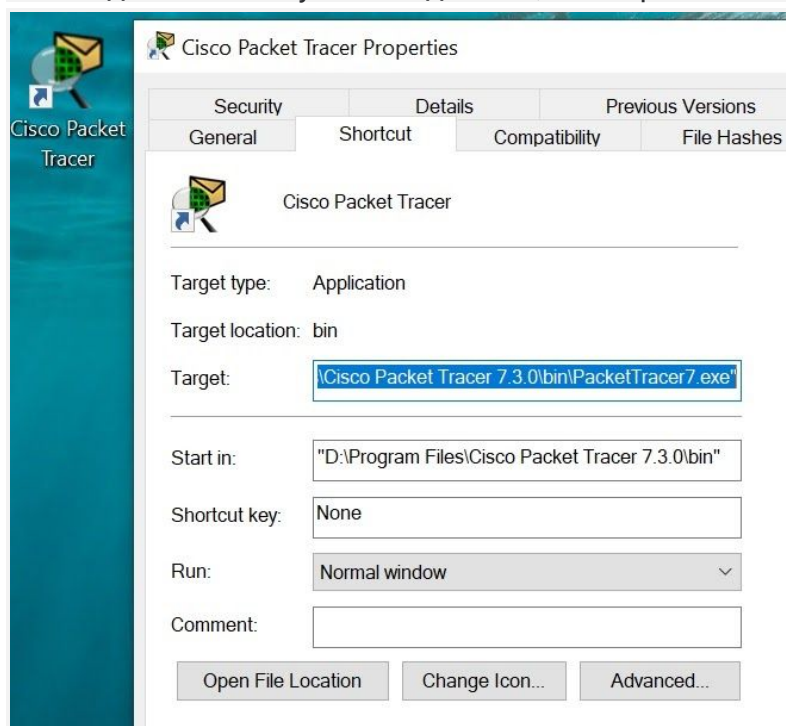 Cisco Packet
Tracer
Cisco Packet Tracer Properties
Security Details Previous Versions
General Shortcut Compatibility File Hashes
Cisco Packet Tracer
Target type: Application
Target location: bin
Target: \Cisco Packet Tracer 7.3.0\bin\PacketTracer7.exe"
Start in: "D:\Program Files\Cisco Packet Tracer 7.3.0\bin"
Shortcut key: None
Run: Normal window
Comment:
Open File Location Change Icon... Advanced...